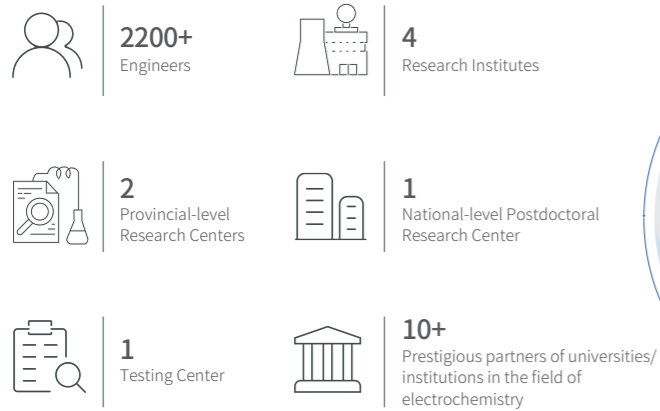 2200+
Engineers
4
Research Institutes
2
Provincial-level
Research Centers
1
National-level Postdoctoral
Research Center
1
Testing Center
10+
Prestigious partners of universities/
institutions in the field of
electrochemistry